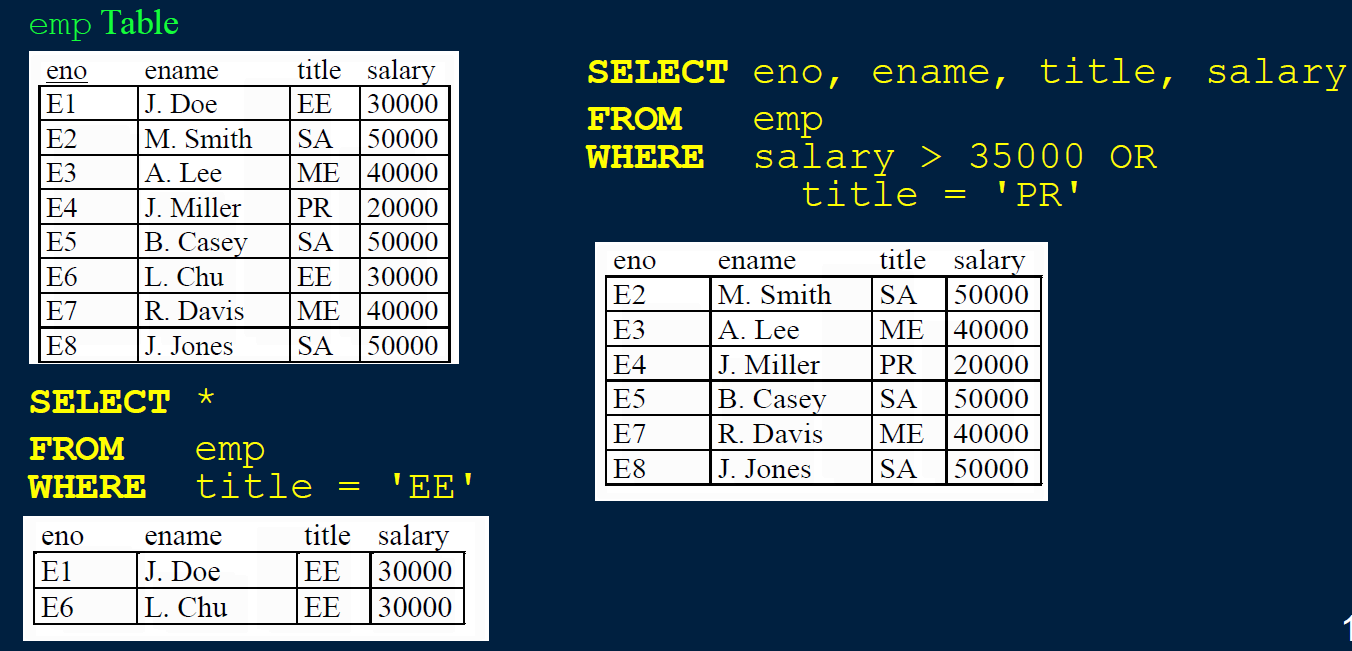 emp Table
eno ename title salary
E1 J. Doe EE 30000
E2 M. Smith SA 50000
E3 A. Lee ME 40000
E4 J. Miller PR 20000
E5 B. Casey SA 50000
E6 L. Chu EE 30000
E7 R. Davis ME 40000
E8 J. Jones SA 50000
SELECT *
FROM emp
WHERE title = 'EE'
eno ename title salary
E1 J. Doe EE 30000
E6 L. Chu EE 30000
SELECT eno, ename, title, salary
FROM emp
WHERE salary > 35000 OR
title = 'PR'
eno ename title salary
E2 M. Smith SA 50000
E3 A. Lee ME 40000
E4 J. Miller PR 20000
E5 B. Casey SA 50000
E7 R. Davis ME 40000
E8 J. Jones SA 50000